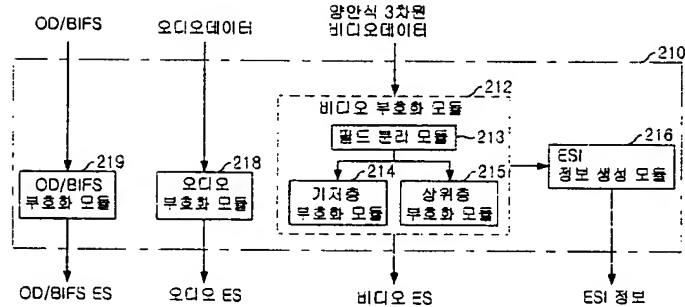 OD/BIFS
오디오데이터
양안식 3차원
비디오데이터
210
212
비디오 부호화 모듈
필드 분리 모듈
213
219
OD/BIFS
부호화 모듈
218
오디오
부호화 모듈
214
기저층
부호화 모듈
215
상위층
부호화 모듈
216
ESI
정보 생성 모듈
OD/BIFS ES
오디오 ES
비디오 ES
ESI 정보